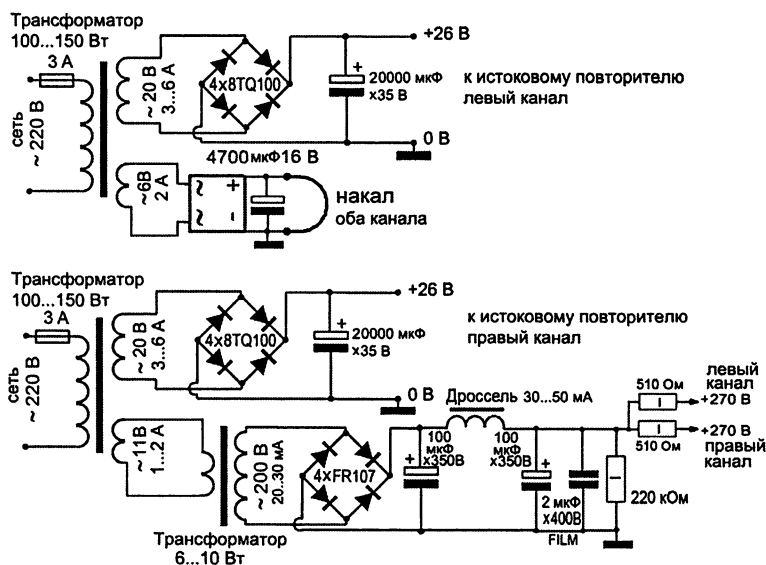 Трансформатор
100...150 Вт
3 А
сеть
~ 220 В
~ 20 В
3...6 А
4x8TQ100
+26 В
+
20000 мкФ
x35 В
к истоковому повторителю
левый канал
0 В
4700мкФ16 В
~6В
2 А
~
~
+
-
накал
оба канала
Трансформатор
100...150 Вт
3 А
сеть
~ 220 В
~ 20 В
3...6 А
4x8TQ100
+26 В
+
20000 мкФ
x35 В
к истоковому повторителю
правый канал
0 В
~11В
1...2 А
~ 200 В
20..30 мА
4xFR107
Трансформатор
6...10 Вт
Дроссель 30...50 мА
100
мкФ
x350В
+
100
мкФ
x350В
+
2 мкФ
x400В
FILM
220 кОм
510 Ом
левый
канал
+270 В
+270 В
510 Ом
правый
канал